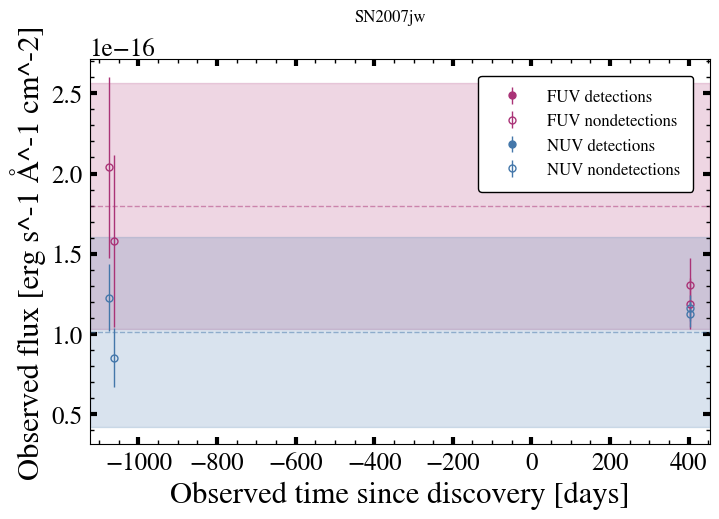 SN2007jw
1e−16
Observed flux [erg s^-1 Å^-1 cm^-2]
2.5
2.0
1.5
1.0
0.5
FUV detections
FUV nondetections
NUV detections
NUV nondetections
−1000 −800 −600 −400 −200 0 200 400
Observed time since discovery [days]